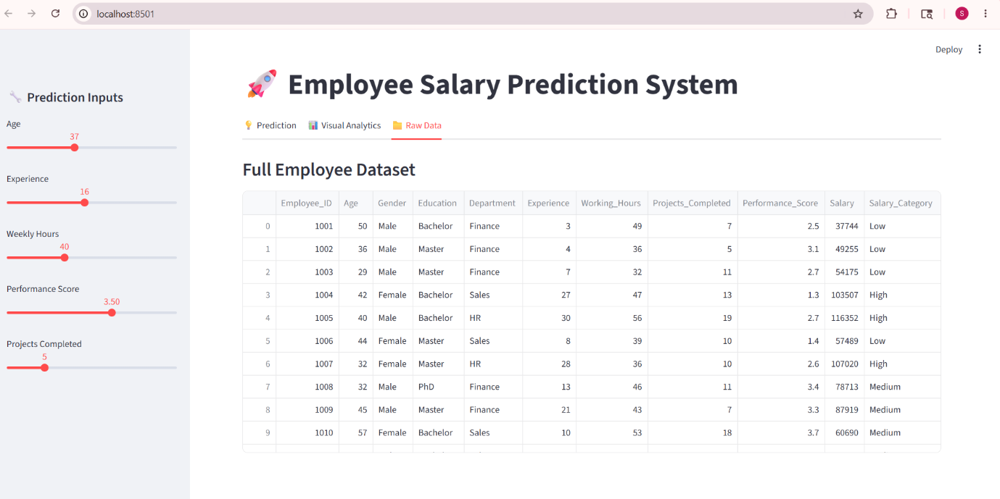 localhost:8501
S
Deploy
🔧 Prediction Inputs
Age
37
Experience
16
Weekly Hours
40
Performance Score
3.50
Projects Completed
5
🚀 Employee Salary Prediction System
💡 Prediction 📊 Visual Analytics 📁 Raw Data
Full Employee Dataset
Employee_ID Age Gender Education Department Experience Working_Hours Projects_Completed Performance_Score Salary Salary_Category
0 1001 50 Male Bachelor Finance 3 49 7 2.5 37744 Low
1 1002 36 Male Master Finance 4 36 5 3.1 49255 Low
2 1003 29 Male Master Finance 7 32 11 2.7 54175 Low
3 1004 42 Female Bachelor Sales 27 47 13 1.3 103507 High
4 1005 40 Male Bachelor HR 30 56 19 2.7 116352 High
5 1006 44 Female Master Sales 8 39 10 1.4 57489 Low
6 1007 32 Female Master HR 28 36 10 2.6 107020 High
7 1008 32 Male PhD Finance 13 46 11 3.4 78713 Medium
8 1009 45 Male Master Finance 21 43 7 3.3 87919 Medium
9 1010 57 Female Bachelor Sales 10 53 18 3.7 60690 Medium